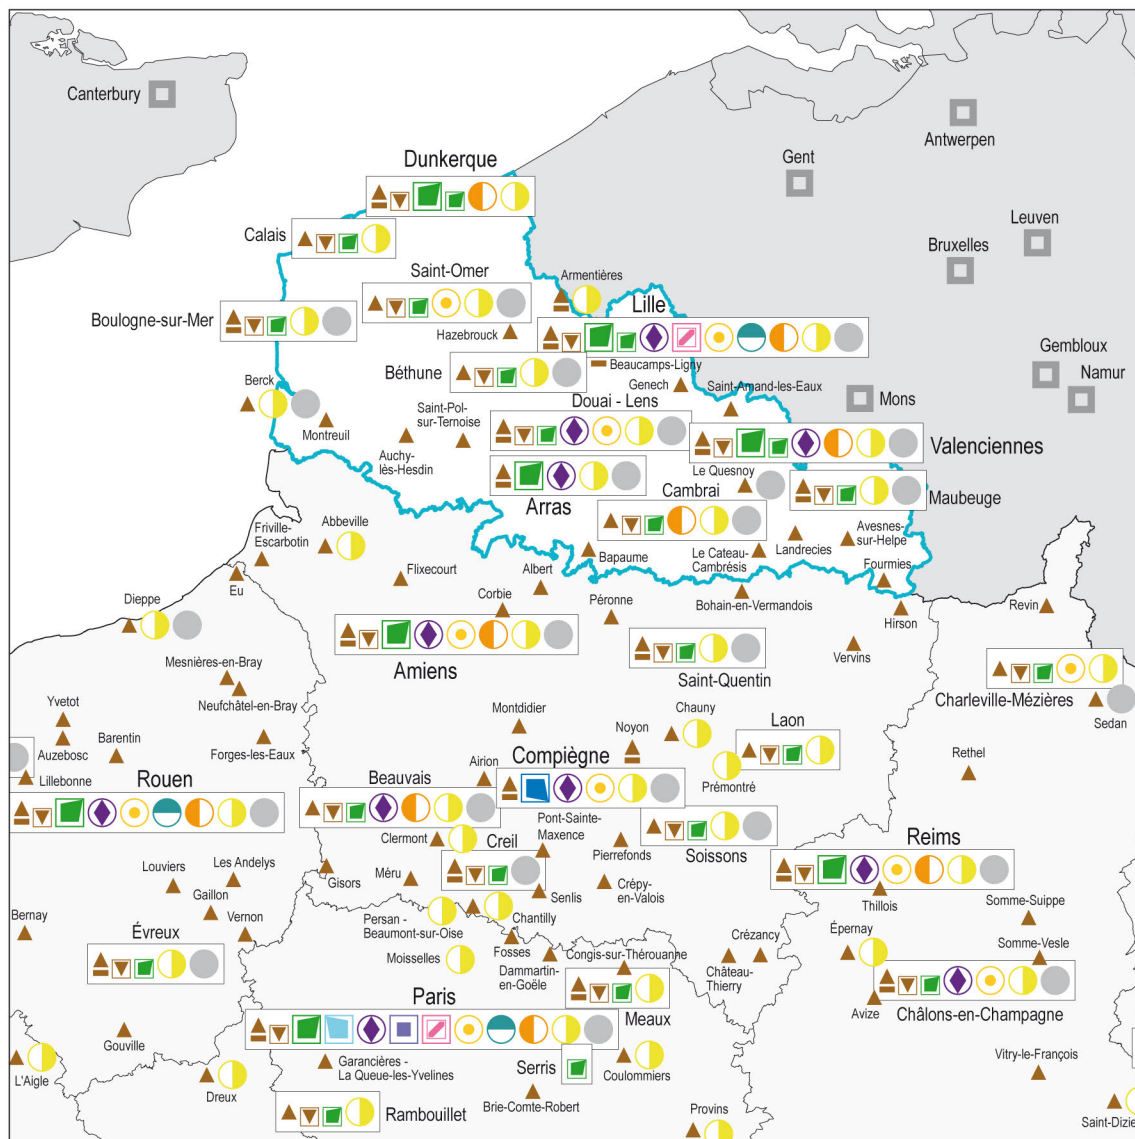 Canterbury
Antwerpen
Dunkerque
Gent
Leuven
Calais
Bruxelles
Saint-Omer
Armentières
Lille
Boulogne-sur-Mer
Hazebrouck
Gembloux
Béthune
Beaucamps-Ligny
Namur
Berck
Genech
Saint-Amand-les-Eaux
Mons
Douai - Lens
Saint-Pol-
sur-Ternoise
Montreuil
Valenciennes
Auchy-
lès-Hesdin
Le Quesnoy
Cambrai
Maubeuge
Arras
Abbeville
Friville-
Escarbotin
Avesnes-
sur-Helpe
Landrecies
Bapaume
Le Cateau-
Cambrésis
Fourmies
Flixecourt
Albert
Eu
Dieppe
Corbie
Péronne
Bohain-en-Vermandois
Revin
Hirson
Mesnières-en-Bray
Amiens
Vervins
Saint-Quentin
Neufchâtel-en-Bray
Charleville-Mézières
Yvetot
Montdidier
Chauny
Sedan
Noyon
Laon
Auzebosc
Barentin
Forges-les-Eaux
Rethel
Compiègne
Lillebonne
Rouen
Beauvais
Airion
Prémontré
Pont-Sainte-
Maxence
Clermont
Creil
Pierrefonds
Soissons
Reims
Louviers
Les Andelys
Gisors
Méru
Gaillon
Senlis
Crépy-
en-Valois
Thillois
Somme-Suippe
Bernay
Vernon
Persan -
Beaumont-sur-Oise
Chantilly
Évreux
Crézancy
Épernay
Somme-Vesle
Fosses
Congis-sur-Thérouanne
Moisselles
Dammartin-
en-Goële
Château-
Thierry
Paris
Meaux
Avize
Châlons-en-Champagne
Gouville
Vitry-le-François
Garancières -
La Queue-les-Yvelines
Serris
L'Aigle
Coulommiers
Dreux
Brie-Comte-Robert
Rambouillet
Provins
Saint-Dizie